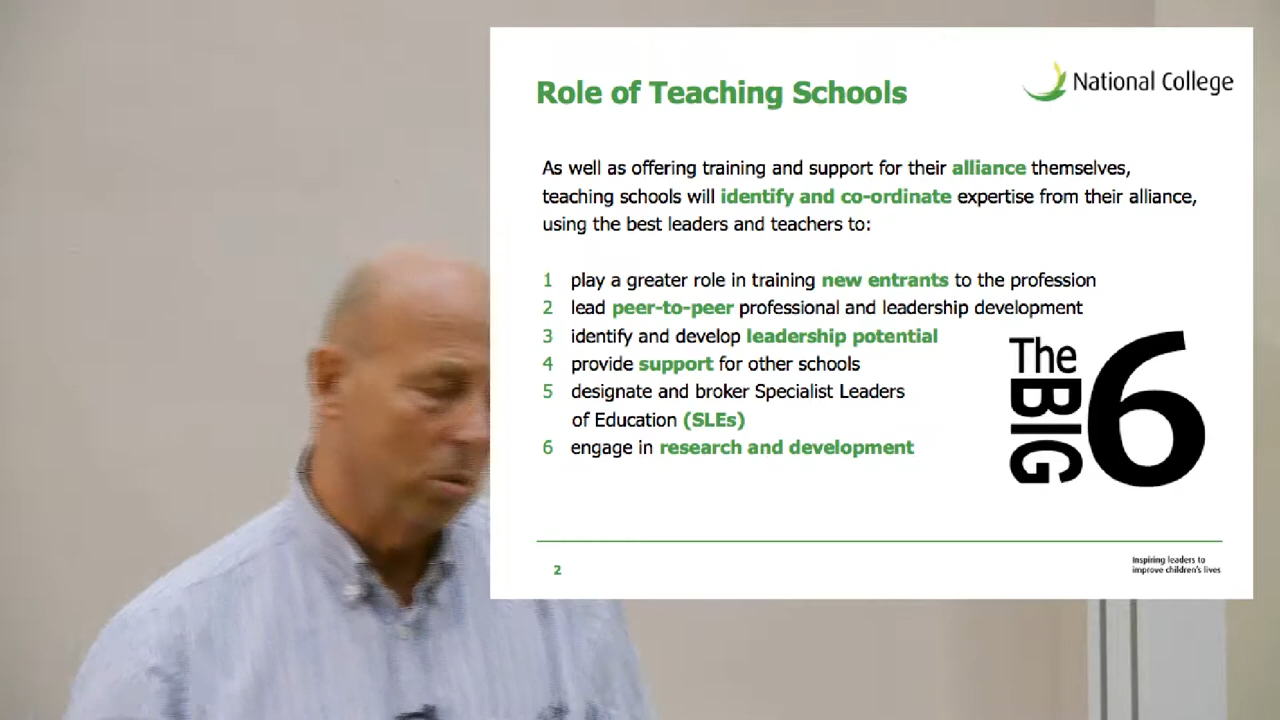 Role of Teaching Schools
National College
As well as offering training and support for their alliance themselves,
teaching schools will identify and co-ordinate expertise from their alliance,
using the best leaders and teachers to:
1 play a greater role in training new entrants to the profession
2 lead peer-to-peer professional and leadership development
3 identify and develop leadership potential
4 provide support for other schools
5 designate and broker Specialist Leaders
of Education (SLEs)
6 engage in research and development
The
BIG
6
2
Inspiring leaders to
improve children's lives